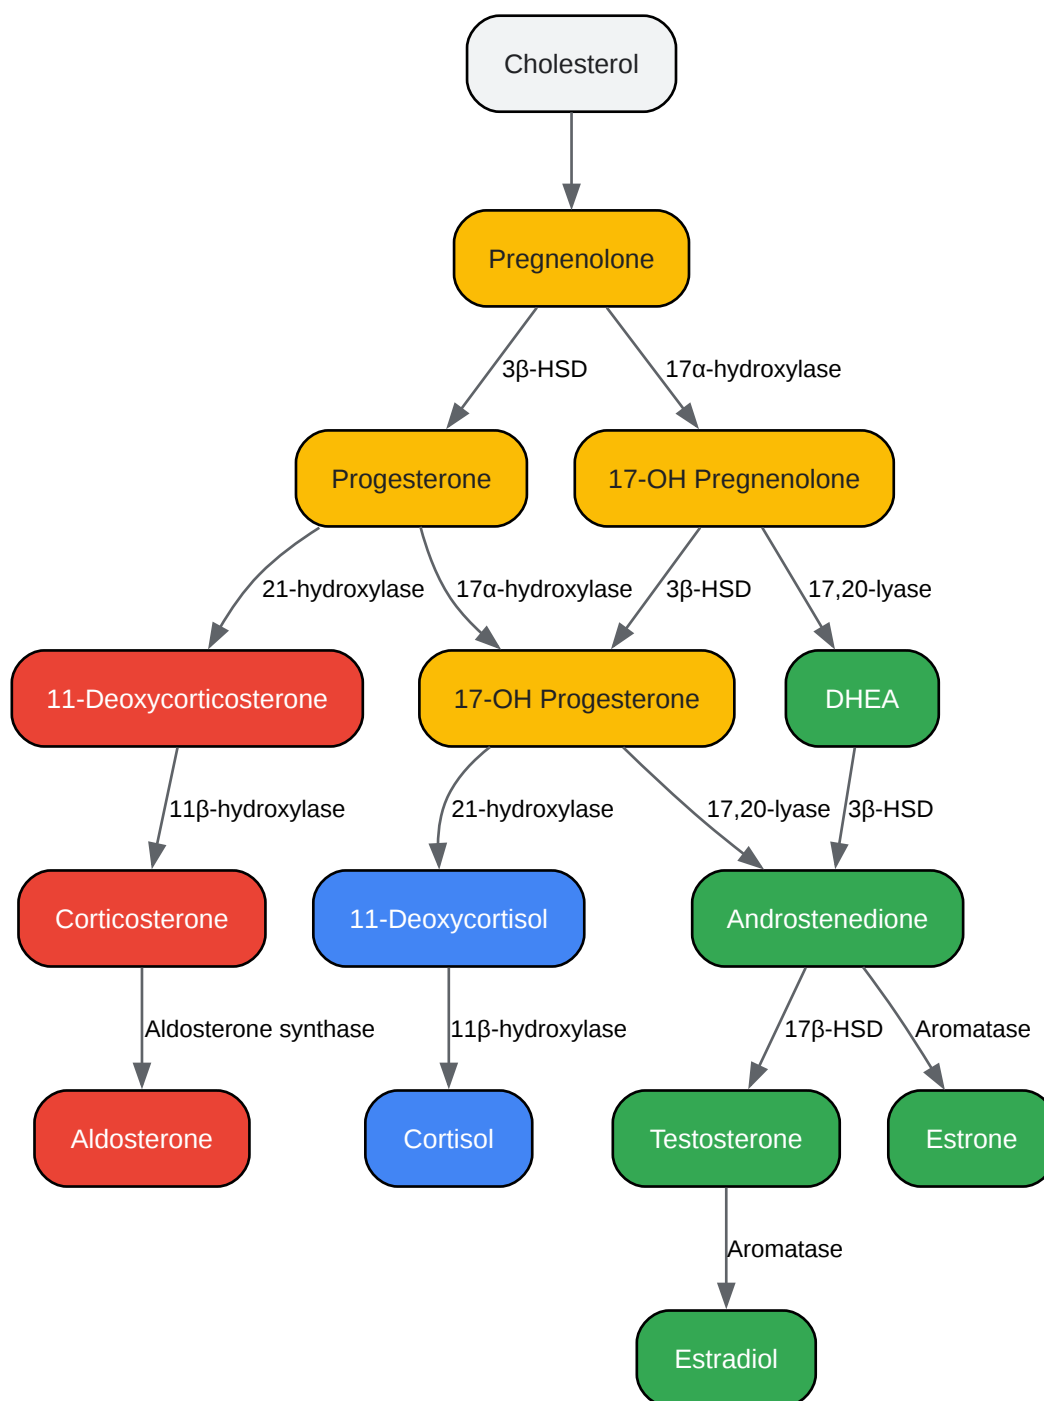 Cholesterol
Pregnenolone
3β-HSD
17α-hydroxylase
Progesterone
17-OH Pregnenolone
21-hydroxylase
17α-hydroxylase
3β-HSD
17,20-lyase
11-Deoxycorticosterone
17-OH Progesterone
DHEA
11β-hydroxylase
21-hydroxylase
17,20-lyase
3β-HSD
Corticosterone
11-Deoxycortisol
Androstenedione
Aldosterone synthase
11β-hydroxylase
17β-HSD
Aromatase
Aldosterone
Cortisol
Testosterone
Estrone
Aromatase
Estradiol